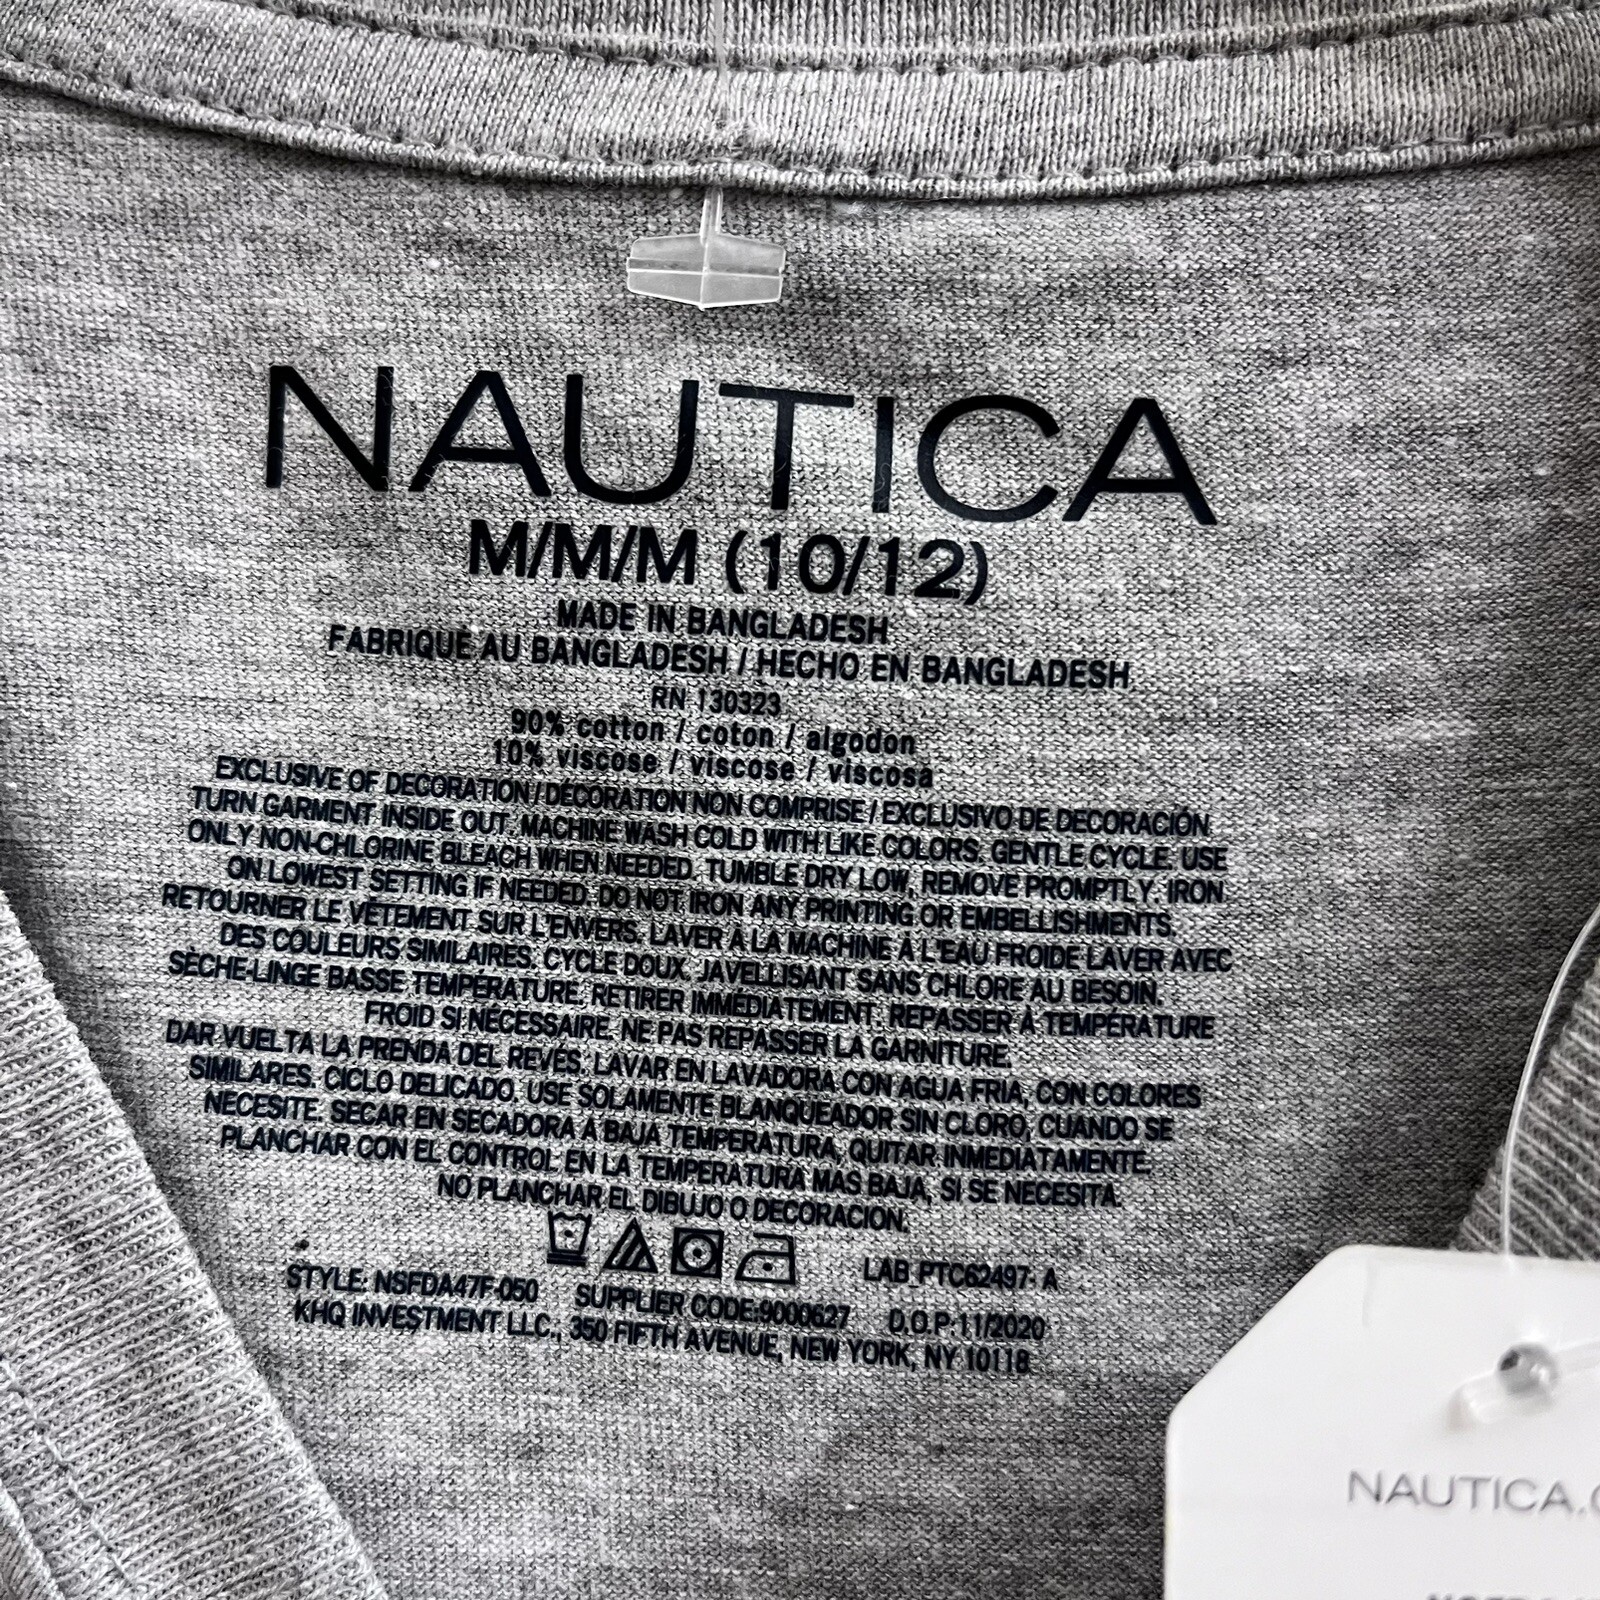 NAUTICA
M/M/M (10/12)
MADE IN BANGLADESH
FABRIQUÉ AU BANGLADESH / HECHO EN BANGLADESH
RN 130323
90% cotton / coton / algodon
10% viscose / viscose / viscosa
EXCLUSIVE OF DECORATION / DÉCORATION NON COMPRISE / EXCLUSIVO DE DECORACIÓN
TURN GARMENT INSIDE OUT. MACHINE WASH COLD WITH LIKE COLORS. GENTLE CYCLE. USE
ONLY NON-CHLORINE BLEACH WHEN NEEDED. TUMBLE DRY LOW, REMOVE PROMPTLY. IRON
ON LOWEST SETTING IF NEEDED. DO NOT IRON ANY PRINTING OR EMBELLISHMENTS.
RETOURNER LE VÊTEMENT SUR L'ENVERS. LAVER À LA MACHINE À L'EAU FROIDE LAVER AVEC
DES COULEURS SIMILAIRES. CYCLE DOUX. JAVELLISANT SANS CHLORE AU BESOIN.
SÈCHE-LINGE BASSE TEMPÉRATURE. RETIRER IMMÉDIATEMENT. REPASSER À TEMPÉRATURE
FROID SI NÉCESSAIRE. NE PAS REPASSER LA GARNITURE.
DAR VUELTA LA PRENDA DEL REVES. LAVAR EN LAVADORA CON AGUA FRIA, CON COLORES
SIMILARES. CICLO DELICADO. USE SOLAMENTE BLANQUEADOR SIN CLORO, CUANDO SE
NECESITE. SECAR EN SECADORA A BAJA TEMPERATURA, QUITAR INMEDIATAMENTE.
PLANCHAR CON EL CONTROL EN LA TEMPERATURA MAS BAJA, SI SE NECESITA.
NO PLANCHAR EL DIBUJO O DECORACION.
LAB PTC62497- A
STYLE: NSFDA47F-050 SUPPLIER CODE:9000627 D.O.P.11/2020
KHQ INVESTMENT LLC., 350 FIFTH AVENUE, NEW YORK, NY 10118
NAUTICA.